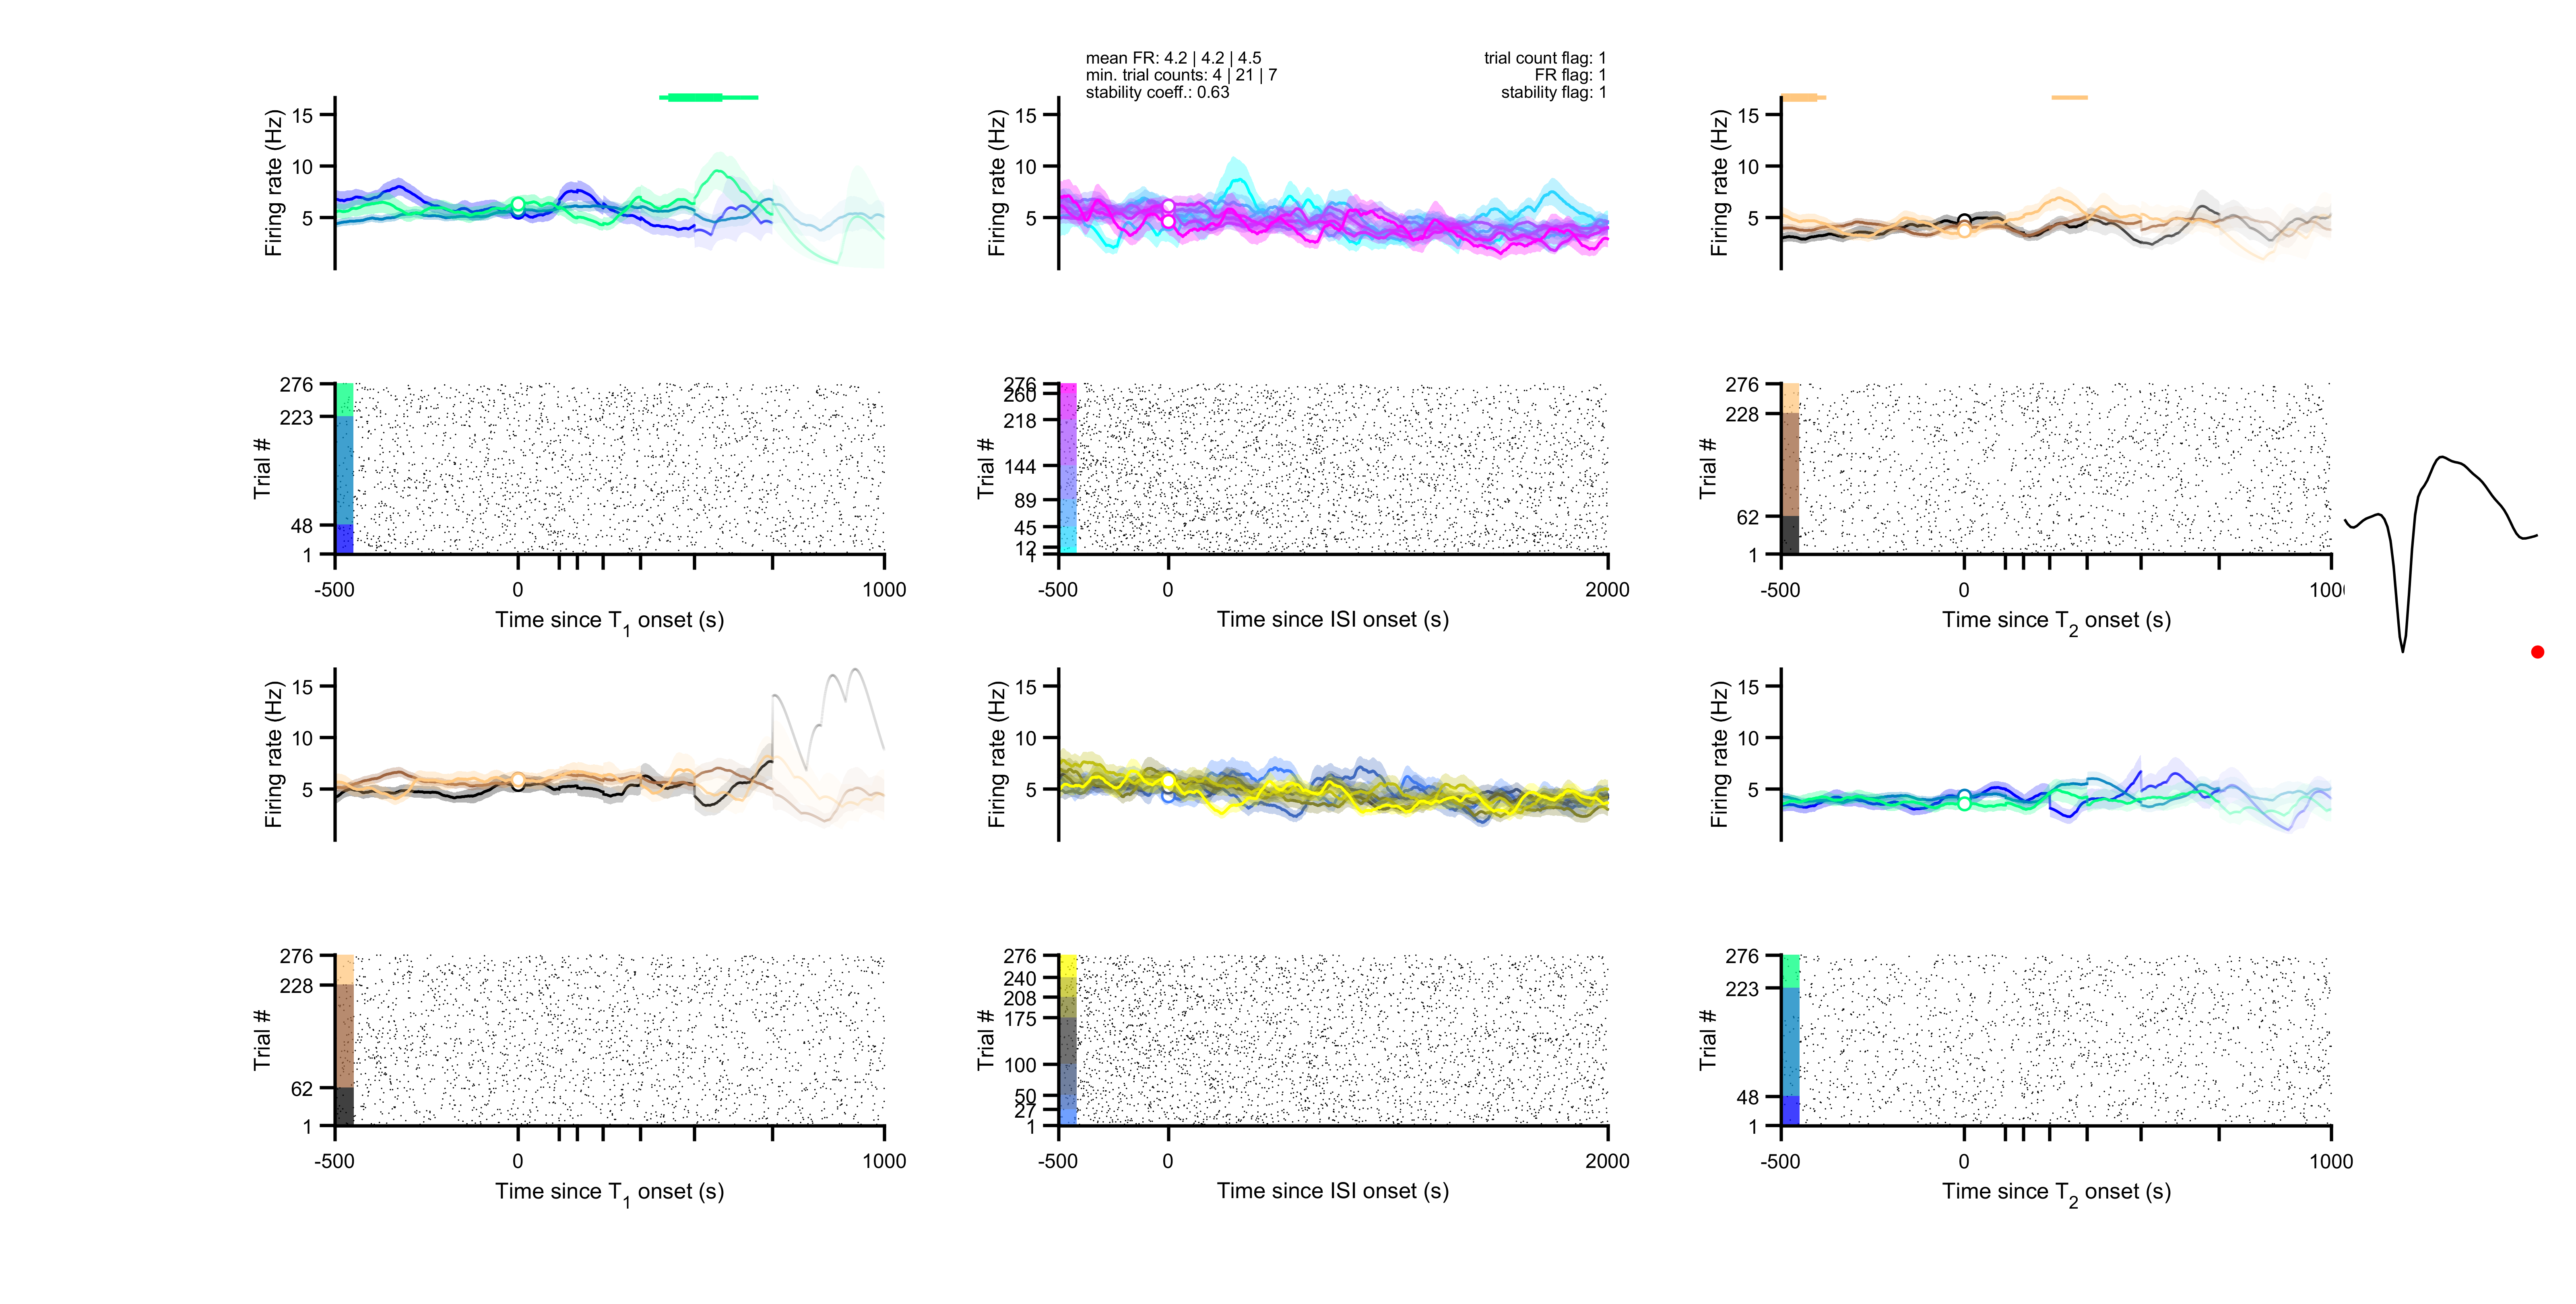 mean FR: 4.2 | 4.2 | 4.5
min. trial counts: 4 | 21 | 7
stability coeff.: 0.63
trial count flag: 1
FR flag: 1
stability flag: 1
Firing rate (Hz)
15
10
5
Firing rate (Hz)
15
10
5
Firing rate (Hz)
15
10
5
Trial #
276
223
48
1
-500
0
1000
Time since T1 onset (s)
Trial #
276
260
218
144
89
45
12
1
-500
0
2000
Time since ISI onset (s)
Trial #
276
228
62
1
-500
0
1000
Time since T2 onset (s)
Firing rate (Hz)
15
10
5
Firing rate (Hz)
15
10
5
Firing rate (Hz)
15
10
5
Trial #
276
228
62
1
-500
0
1000
Time since T1 onset (s)
Trial #
276
240
208
175
100
50
27
1
-500
0
2000
Time since ISI onset (s)
Trial #
276
223
48
1
-500
0
1000
Time since T2 onset (s)